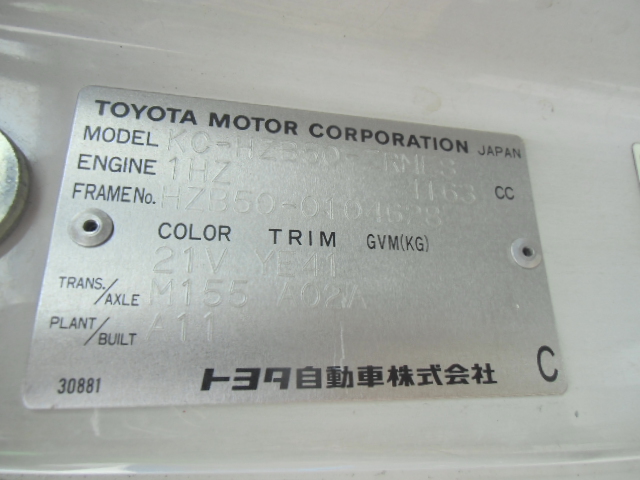 TOYOTA MOTOR CORPORATION JAPAN
MODEL KC-HZB50-
ENGINE 1HZ 4163 CC
FRAME No. HZB50-0104628
COLOR TRIM GVM(KG)
21V YE41
TRANS./AXLE M155 A02A
PLANT/BUILT A11
30881 トヨタ自動車株式会社 C